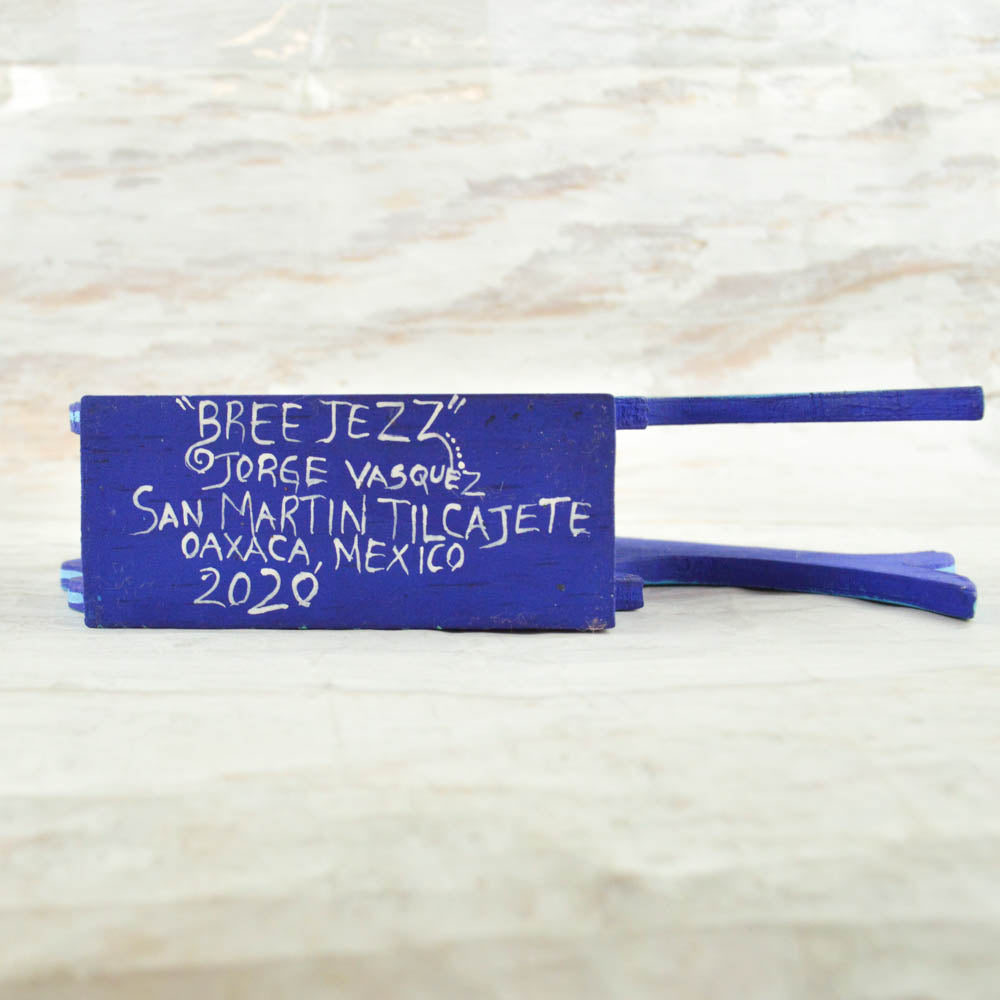 "BREE JEZZ"
JORGE VASQUEZ
SAN MARTIN TILCAJETE
OAXACA, MEXICO
2020